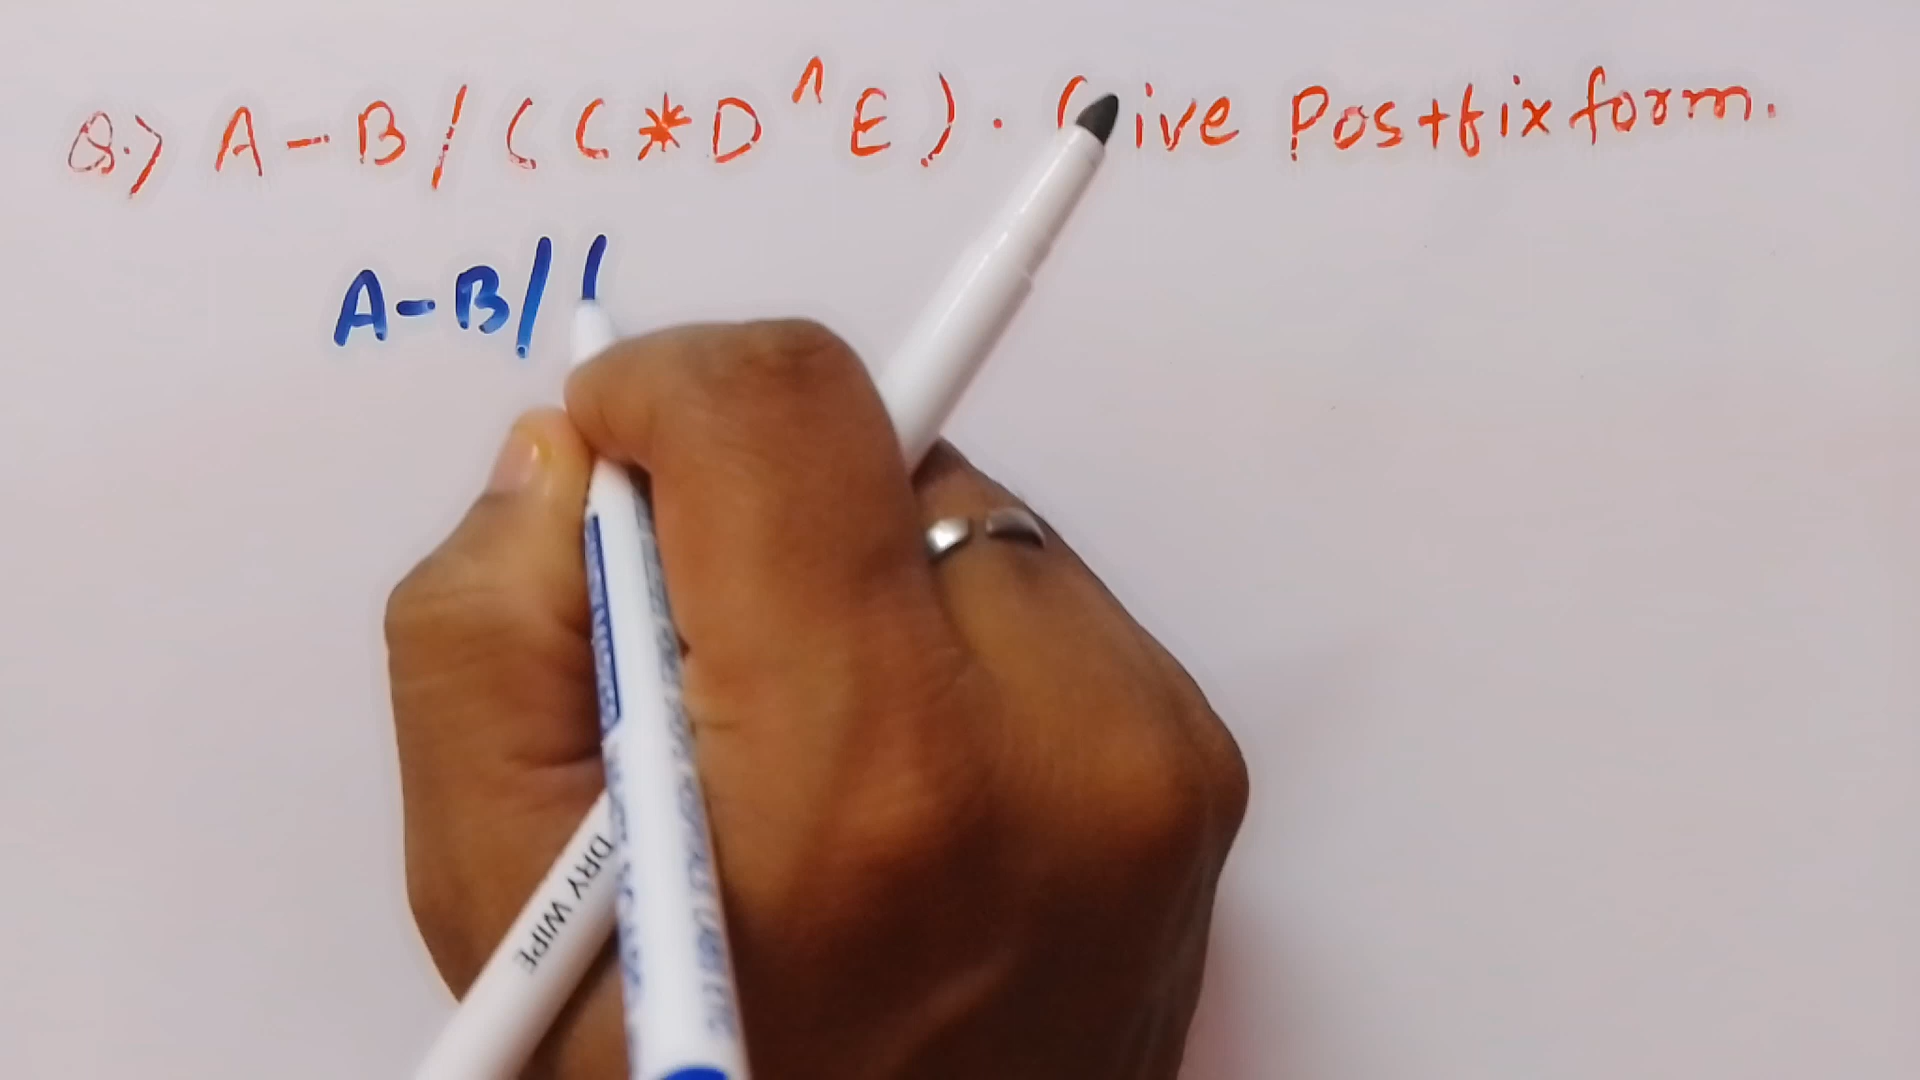 Q.) A-B/(C*D^E). Give Postfix form.
A-B/(
DRY WIPE